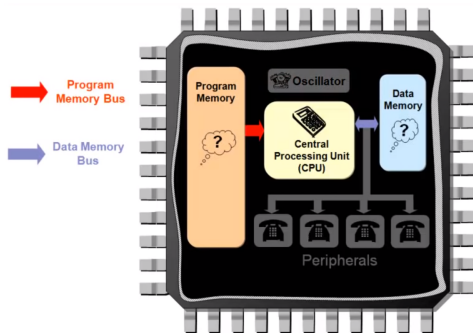 Program
Memory Bus
Data Memory
Bus
Program
Memory
?
Oscillator
Central
Processing Unit
(CPU)
Data
Memory
?
Peripherals